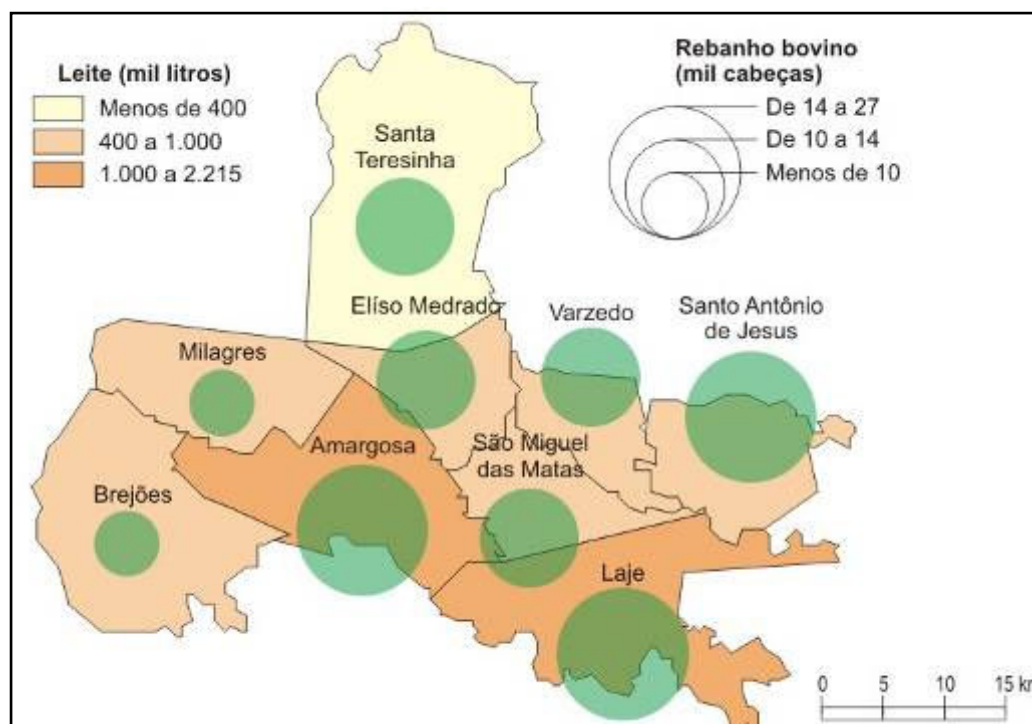 Leite (mil litros)
Menos de 400
400 a 1.000
1.000 a 2.215
Rebanho bovino
(mil cabeças)
De 14 a 27
De 10 a 14
Menos de 10
Santa
Teresinha
Elíso Medrado
Varzedo
Santo Antônio
de Jesus
Milagres
Amargosa
São Miguel
das Matas
Brejões
Laje
0 5 10 15 km